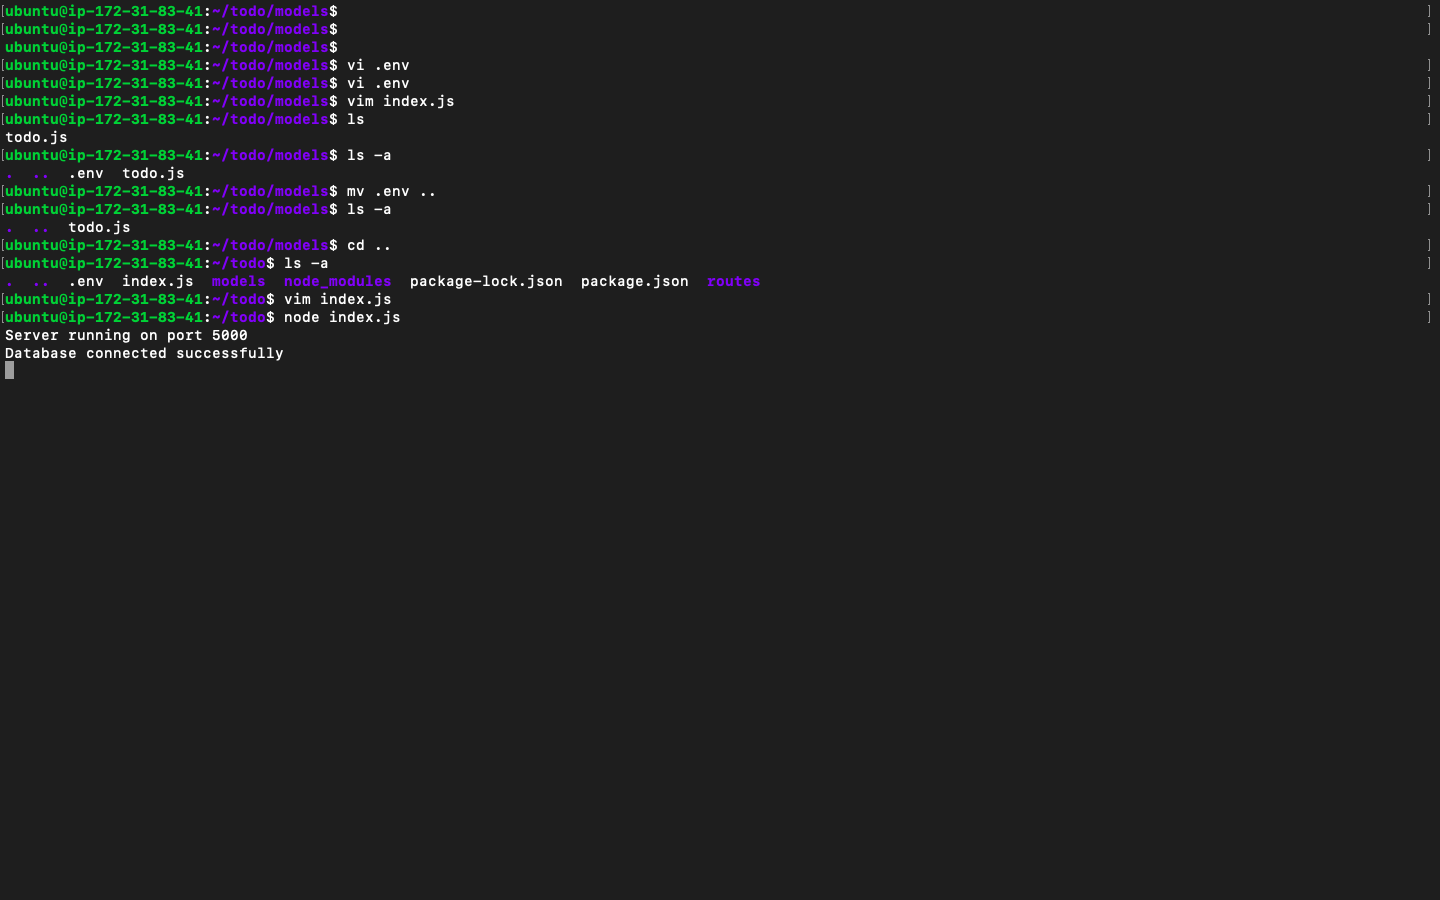 [ubuntu@ip-172-31-83-41:~/todo/models$ ]
[ubuntu@ip-172-31-83-41:~/todo/models$ ]
ubuntu@ip-172-31-83-41:~/todo/models$
[ubuntu@ip-172-31-83-41:~/todo/models$ vi .env ]
[ubuntu@ip-172-31-83-41:~/todo/models$ vi .env ]
[ubuntu@ip-172-31-83-41:~/todo/models$ vim index.js ]
[ubuntu@ip-172-31-83-41:~/todo/models$ ls ]
todo.js
[ubuntu@ip-172-31-83-41:~/todo/models$ ls -a ]
. .. .env todo.js
[ubuntu@ip-172-31-83-41:~/todo/models$ mv .env .. ]
[ubuntu@ip-172-31-83-41:~/todo/models$ ls -a ]
. .. todo.js
[ubuntu@ip-172-31-83-41:~/todo/models$ cd .. ]
[ubuntu@ip-172-31-83-41:~/todo$ ls -a ]
. .. .env index.js models node_modules package-lock.json package.json routes
[ubuntu@ip-172-31-83-41:~/todo$ vim index.js ]
[ubuntu@ip-172-31-83-41:~/todo$ node index.js ]
Server running on port 5000
Database connected successfully